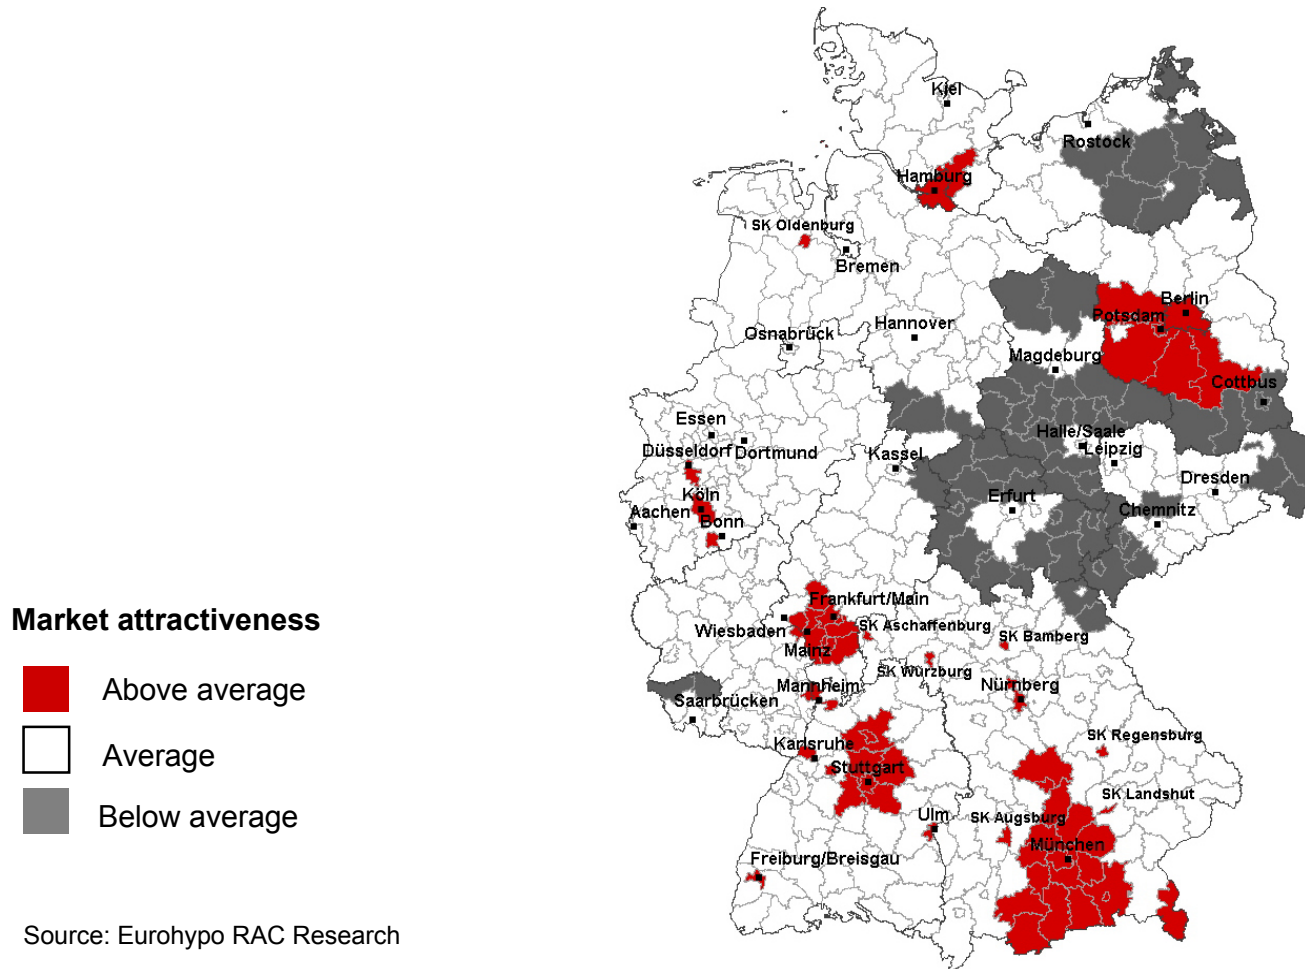 Kiel
Rostock
Hamburg
SK Oldenburg
Bremen
Berlin
Potsdam
Hannover
Osnabrück
Magdeburg
Cottbus
Essen
Halle/Saale
Düsseldorf
Dortmund
Kassel
Leipzig
Dresden
Köln
Erfurt
Aachen
Chemnitz
Bonn
Frankfurt/Main
Market attractiveness
Wiesbaden
SK Aschaffenburg
SK Bamberg
Mainz
SK Würzburg
Above average
Mannheim
Nürnberg
Saarbrücken
Average
Karlsruhe
SK Regensburg
Stuttgart
SK Landshut
Below average
Ulm
SK Augsburg
München
Freiburg/Breisgau
Source: Eurohypo RAC Research